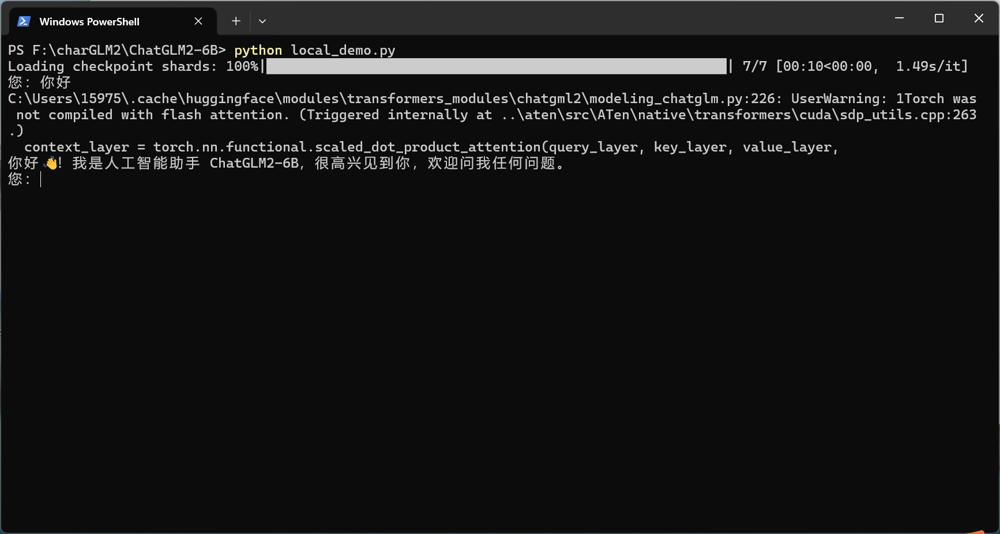 Windows PowerShell
PS F:\charGLM2\ChatGLM2-6B> python local_demo.py
Loading checkpoint shards: 100%|██████████| 7/7 [00:10<00:00,  1.49s/it]
您：你好
C:\Users\15975\.cache\huggingface\modules\transformers_modules\chatgml2\modeling_chatglm.py:226: UserWarning: 1Torch was
 not compiled with flash attention. (Triggered internally at ..\aten\src\ATen\native\transformers\cuda\sdp_utils.cpp:263
.)
  context_layer = torch.nn.functional.scaled_dot_product_attention(query_layer, key_layer, value_layer,
你好👋！我是人工智能助手 ChatGLM2-6B，很高兴见到你，欢迎问我任何问题。
您：